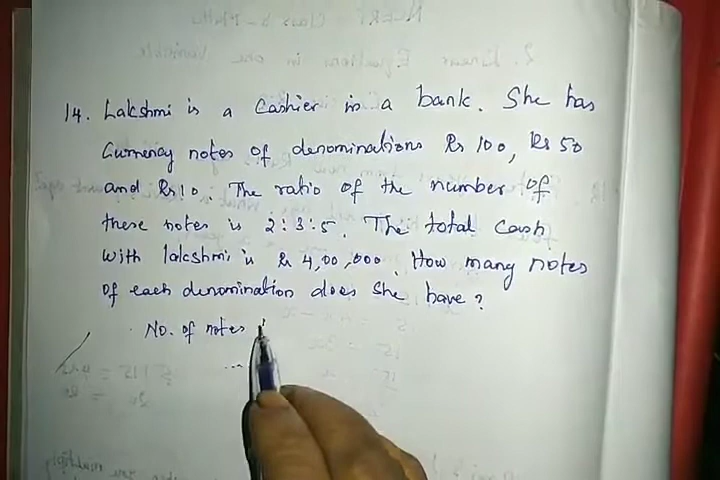 14. Lakshmi is a Cashier in a bank. She has
Currency notes of denominations Rs 100, Rs 50
and Rs 10. The ratio of the number of
these notes is 2:3:5. The total cash
with lakshmi is Rs 4,00,000. How many notes
of each denomination does She have?
No. of notes